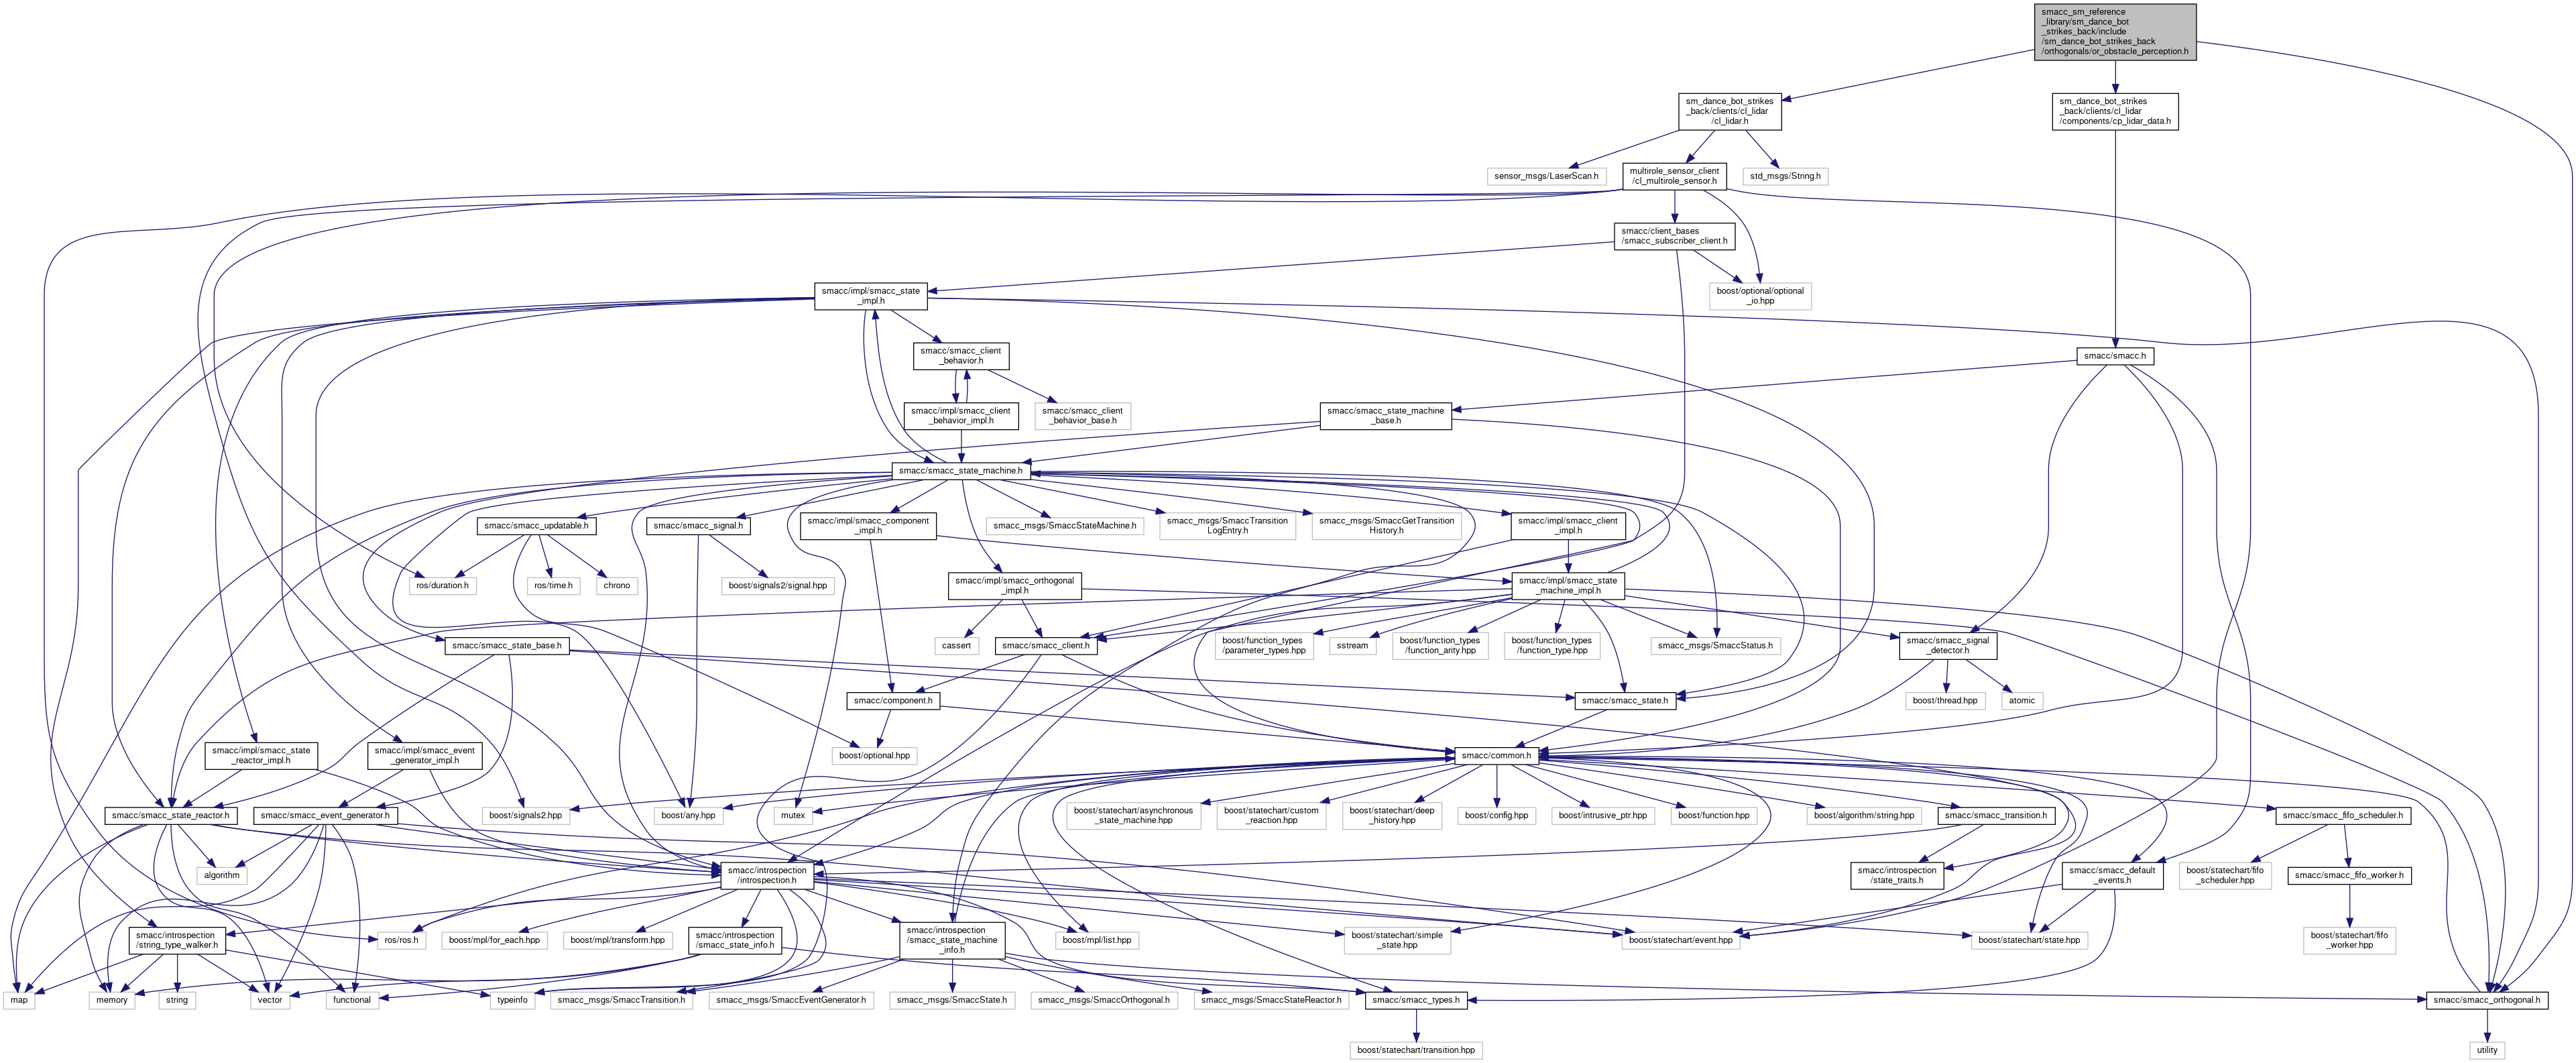 smacc_sm_reference
_library/sm_dance_bot
_strikes_back/include
/sm_dance_bot_strikes_back
/orthogonals/or_obstacle_perception.h
sm_dance_bot_strikes
_back/clients/cl_lidar
/cl_lidar.h
sm_dance_bot_strikes
_back/clients/cl_lidar
/components/cp_lidar_data.h
sensor_msgs/LaserScan.h
multirole_sensor_client
/cl_multirole_sensor.h
std_msgs/String.h
smacc/client_bases
/smacc_subscriber_client.h
smacc/impl/smacc_state
_impl.h
boost/optional/optional
_io.hpp
smacc/smacc_client
_behavior.h
smacc/smacc.h
smacc/impl/smacc_client
_behavior_impl.h
smacc/smacc_client
_behavior_base.h
smacc/smacc_state_machine
_base.h
smacc/smacc_state_machine.h
smacc/smacc_updatable.h
smacc/smacc_signal.h
smacc/impl/smacc_component
_impl.h
smacc_msgs/SmaccStateMachine.h
smacc_msgs/SmaccTransition
LogEntry.h
smacc_msgs/SmaccGetTransition
History.h
smacc/impl/smacc_client
_impl.h
ros/duration.h
ros/time.h
chrono
boost/signals2/signal.hpp
smacc/impl/smacc_orthogonal
_impl.h
smacc/impl/smacc_state
_machine_impl.h
smacc/smacc_state_base.h
cassert
smacc/smacc_client.h
boost/function_types
/parameter_types.hpp
sstream
boost/function_types
/function_arity.hpp
boost/function_types
/function_type.hpp
smacc_msgs/SmaccStatus.h
smacc/smacc_signal
_detector.h
smacc/component.h
smacc/smacc_state.h
boost/thread.hpp
atomic
smacc/impl/smacc_state
_reactor_impl.h
smacc/impl/smacc_event
_generator_impl.h
boost/optional.hpp
smacc/common.h
smacc/smacc_state_reactor.h
smacc/smacc_event_generator.h
boost/signals2.hpp
boost/any.hpp
mutex
boost/statechart/asynchronous
_state_machine.hpp
boost/statechart/custom
_reaction.hpp
boost/statechart/deep
_history.hpp
boost/config.hpp
boost/intrusive_ptr.hpp
boost/function.hpp
boost/algorithm/string.hpp
smacc/smacc_transition.h
smacc/smacc_fifo_scheduler.h
algorithm
smacc/introspection
/introspection.h
smacc/introspection
/state_traits.h
smacc/smacc_default
_events.h
boost/statechart/fifo
_scheduler.hpp
smacc/smacc_fifo_worker.h
smacc/introspection
/string_type_walker.h
ros/ros.h
boost/mpl/for_each.hpp
boost/mpl/transform.hpp
smacc/introspection
/smacc_state_info.h
smacc/introspection
/smacc_state_machine
_info.h
boost/mpl/list.hpp
boost/statechart/simple
_state.hpp
boost/statechart/event.hpp
boost/statechart/state.hpp
boost/statechart/fifo
_worker.hpp
map
memory
string
vector
functional
typeinfo
smacc_msgs/SmaccTransition.h
smacc_msgs/SmaccEventGenerator.h
smacc_msgs/SmaccState.h
smacc_msgs/SmaccOrthogonal.h
smacc_msgs/SmaccStateReactor.h
smacc/smacc_types.h
smacc/smacc_orthogonal.h
boost/statechart/transition.hpp
utility